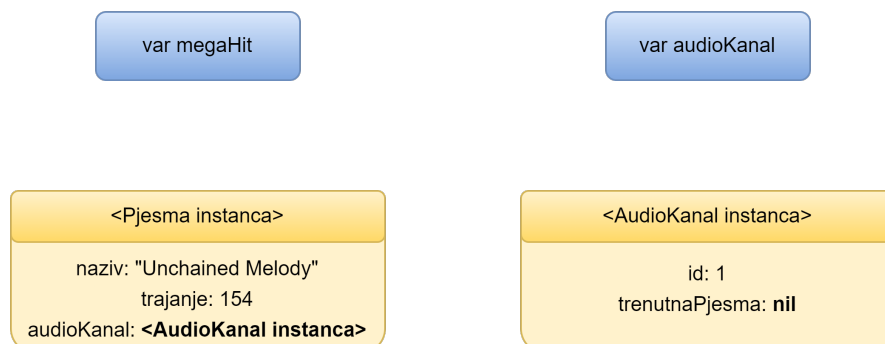 var megaHit
var audioKanal
<Pjesma instanca>
naziv: "Unchained Melody"
trajanje: 154
audioKanal: <AudioKanal instanca>
<AudioKanal instanca>
id: 1
trenutnaPjesma: nil